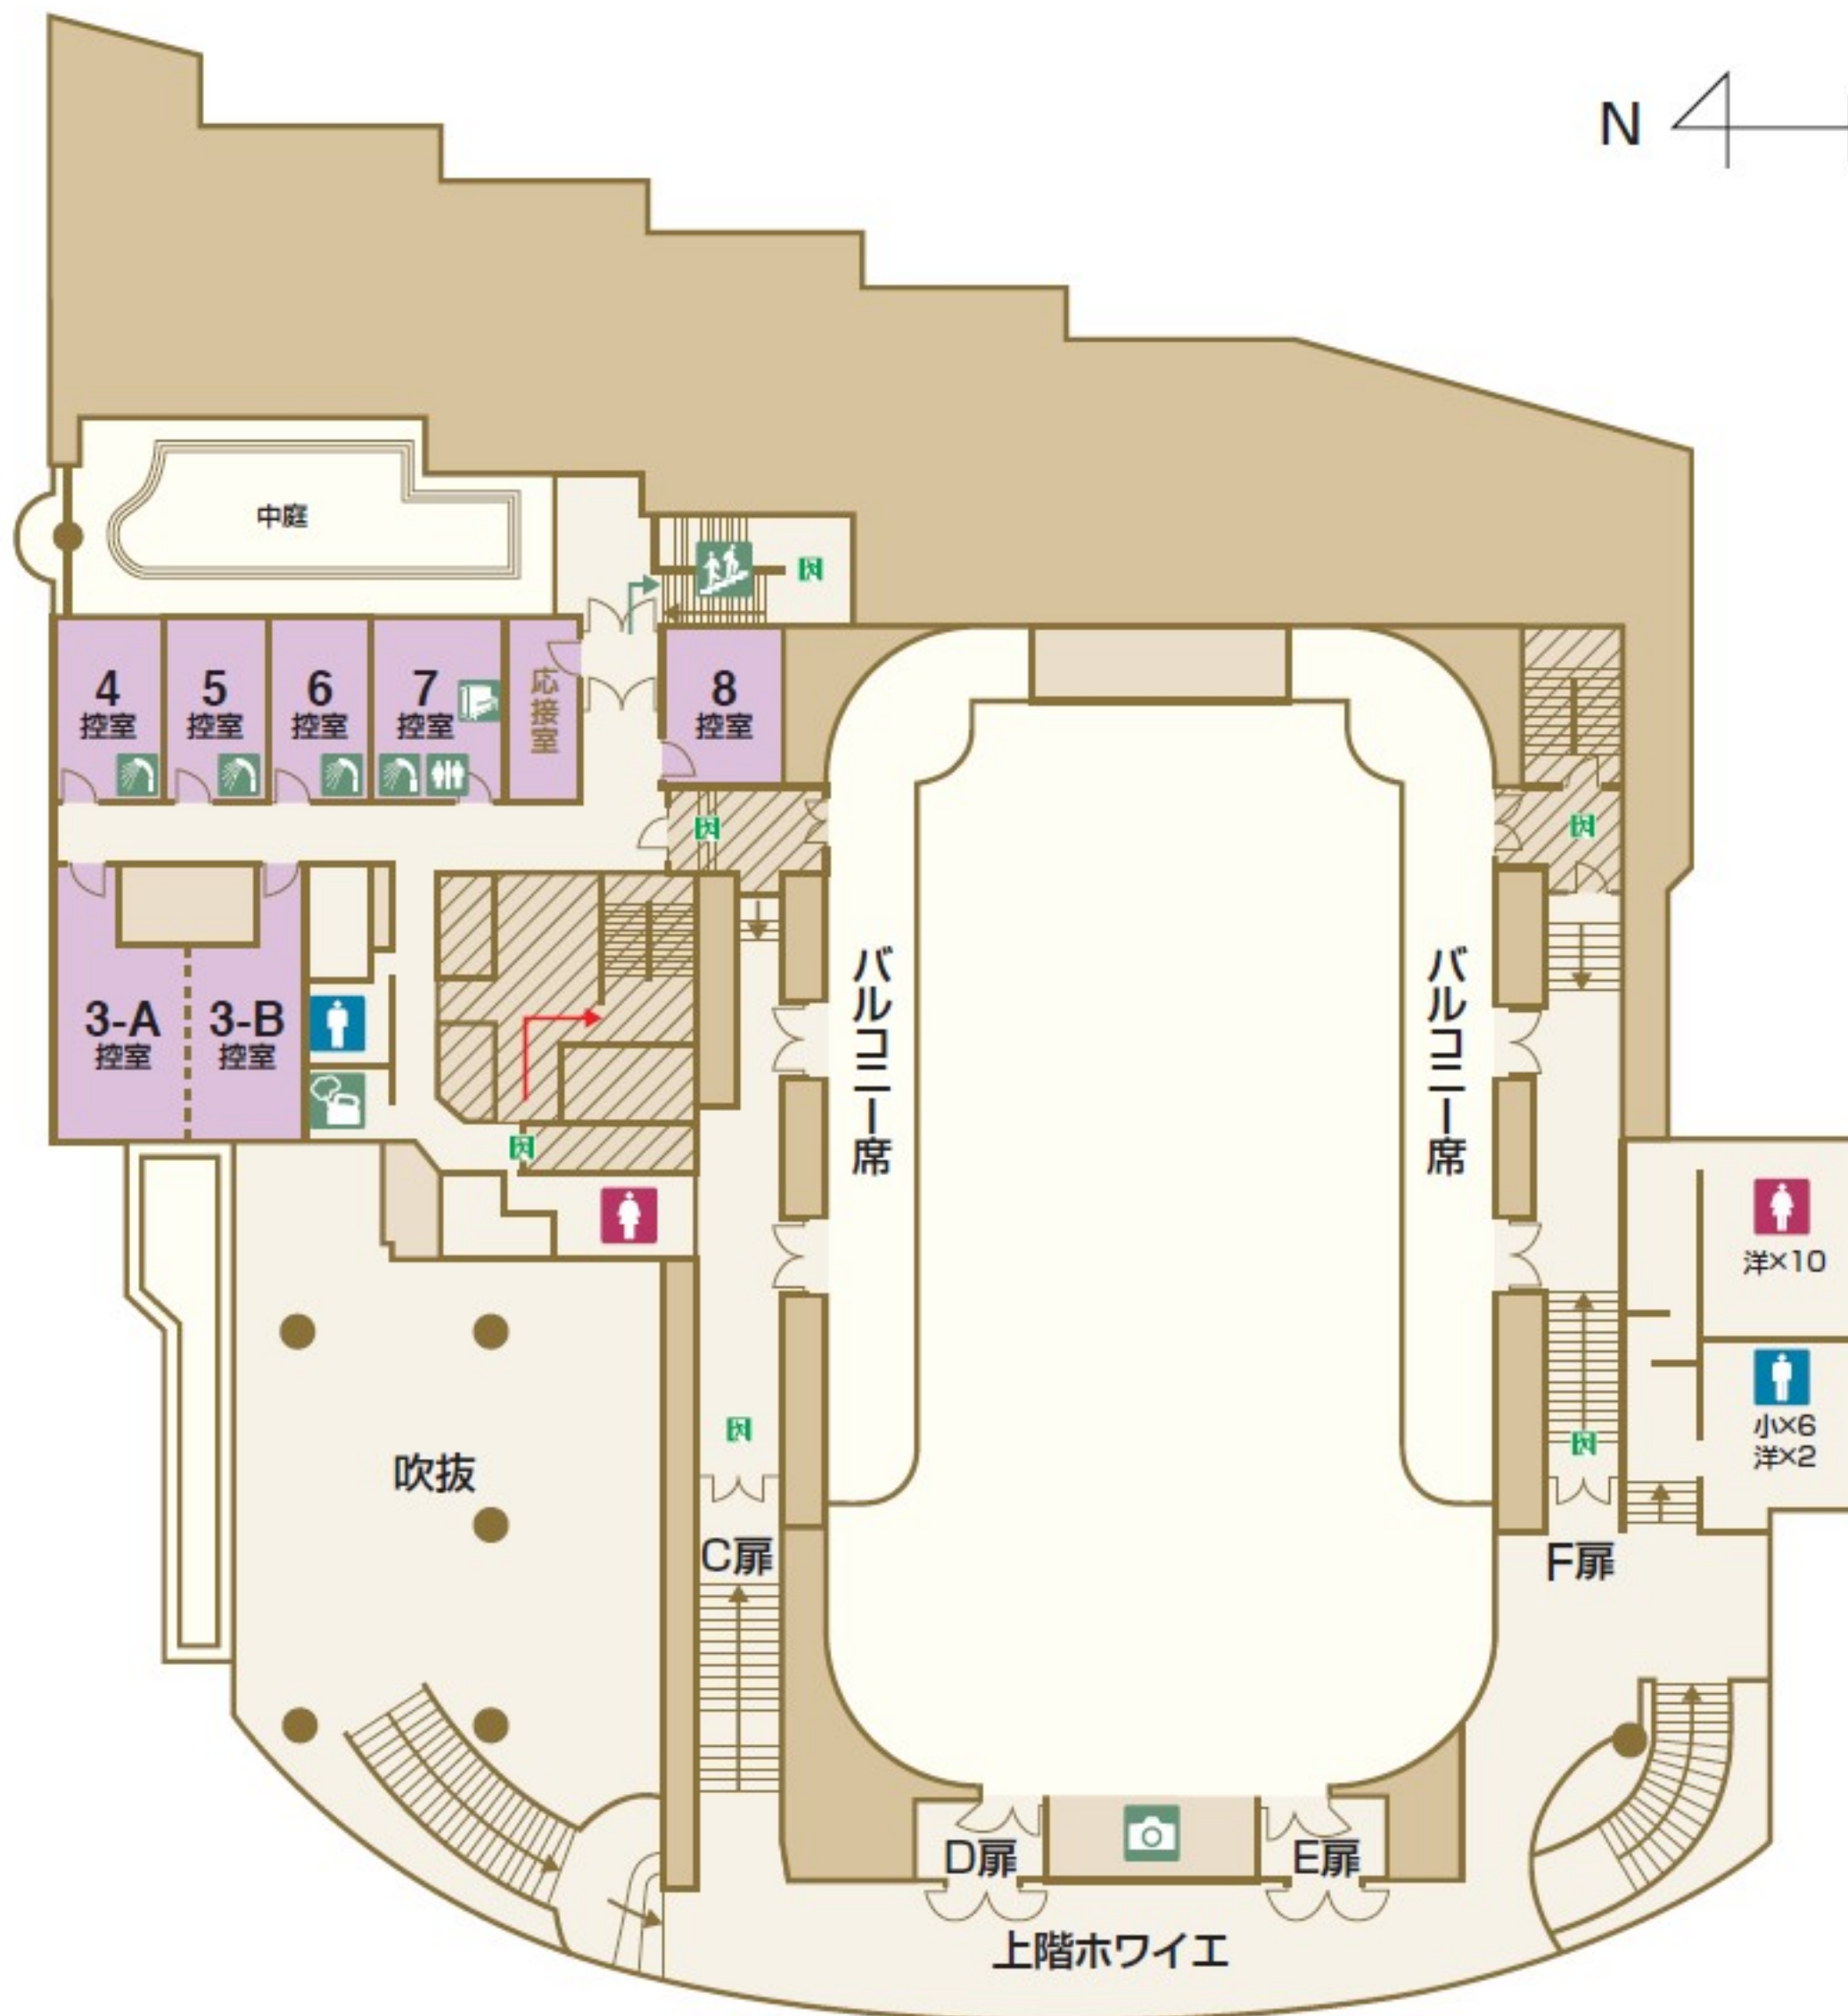 N
中庭
4
控室
5
控室
6
控室
7
控室
応接室
8
控室
3-A
控室
3-B
控室
バルコニー席
バルコニー席
洋×10
小×6
洋×2
吹抜
C扉
F扉
D扉
E扉
上階ホワイエ